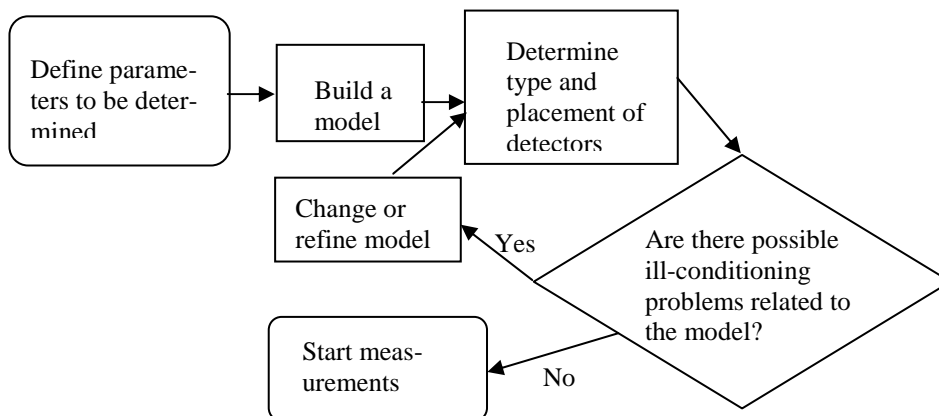 Define parame-
ters to be deter-
mined
Build a
model
Determine
type and
placement of
detectors
Change or
refine model
Yes
Are there possible
ill-conditioning
problems related to
the model?
Start meas-
urements
No